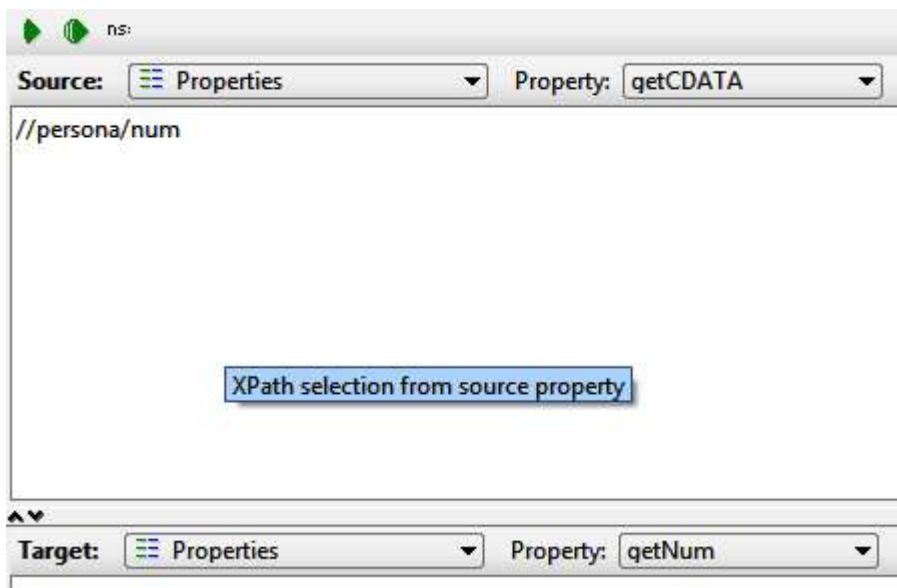 ns:
Source: Properties Property: getCDATA
//persona/num
XPath selection from source property
Target: Properties Property: getNum